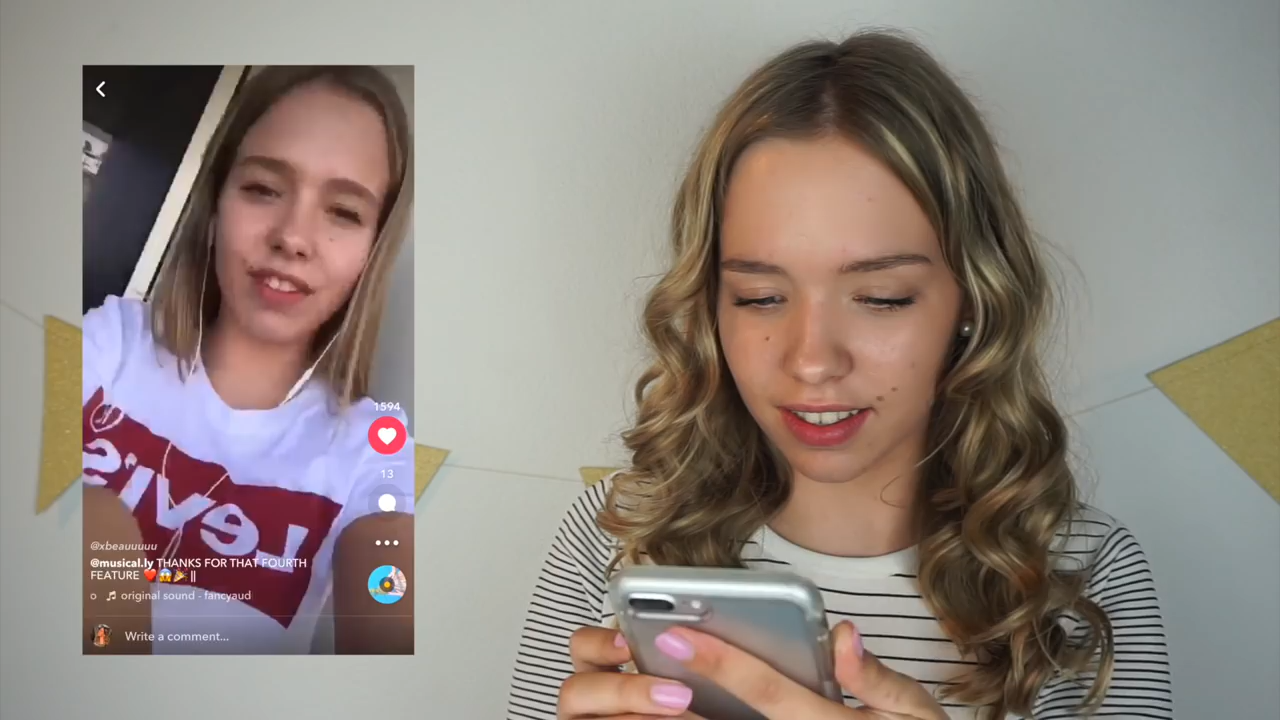 Levi's
1594
13
@xbeauuuuu
@musical.ly THANKS FOR THAT FOURTH
FEATURE ❤️😱🎉 ||
o 🎵 original sound - fancyaud
Write a comment...